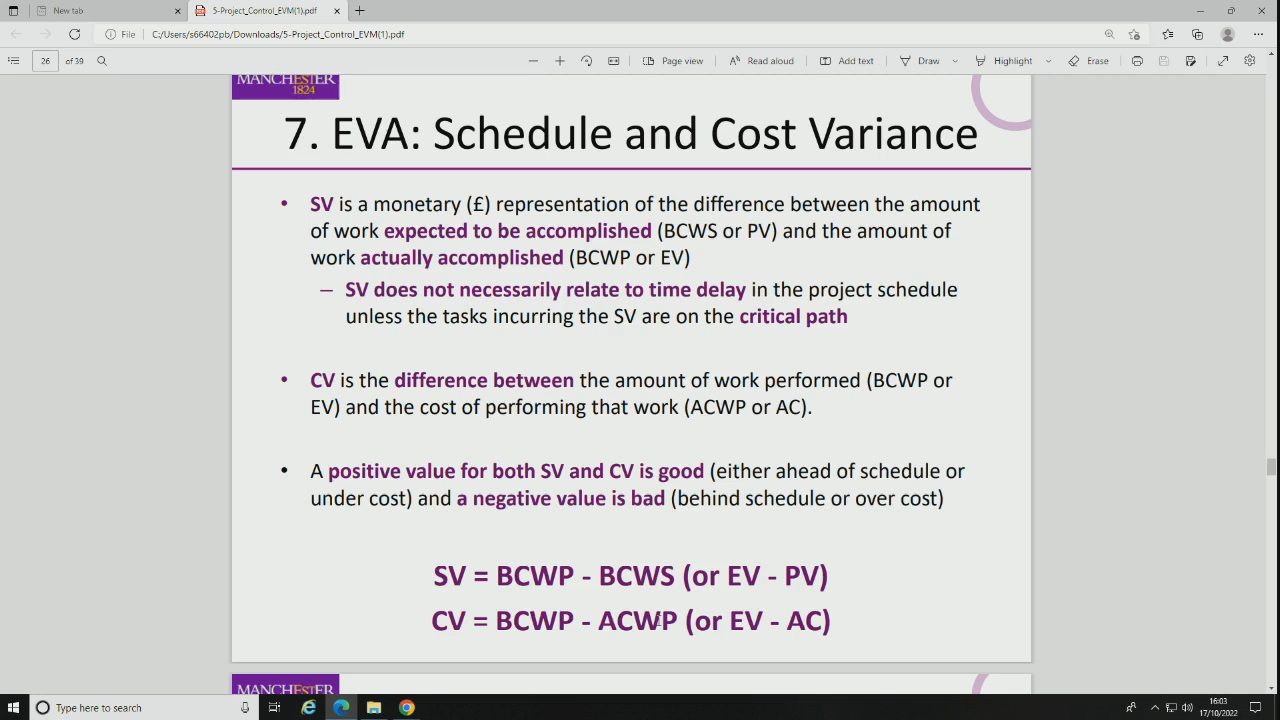 New tab
5-Project_Control_EVM(1).pdf
File
C:/Users/s66402pb/Downloads/5-Project_Control_EVM(1).pdf
26 of 39
Page view
Read aloud
Add text
Draw
Highlight
Erase
MANCHESTER
1824
7. EVA: Schedule and Cost Variance
• SV is a monetary (£) representation of the difference between the amount
of work expected to be accomplished (BCWS or PV) and the amount of
work actually accomplished (BCWP or EV)
– SV does not necessarily relate to time delay in the project schedule
unless the tasks incurring the SV are on the critical path
• CV is the difference between the amount of work performed (BCWP or
EV) and the cost of performing that work (ACWP or AC).
• A positive value for both SV and CV is good (either ahead of schedule or
under cost) and a negative value is bad (behind schedule or over cost)
SV = BCWP - BCWS (or EV - PV)
CV = BCWP - ACWP (or EV - AC)
MANCHESTER
Type here to search
16:03
17/10/2022